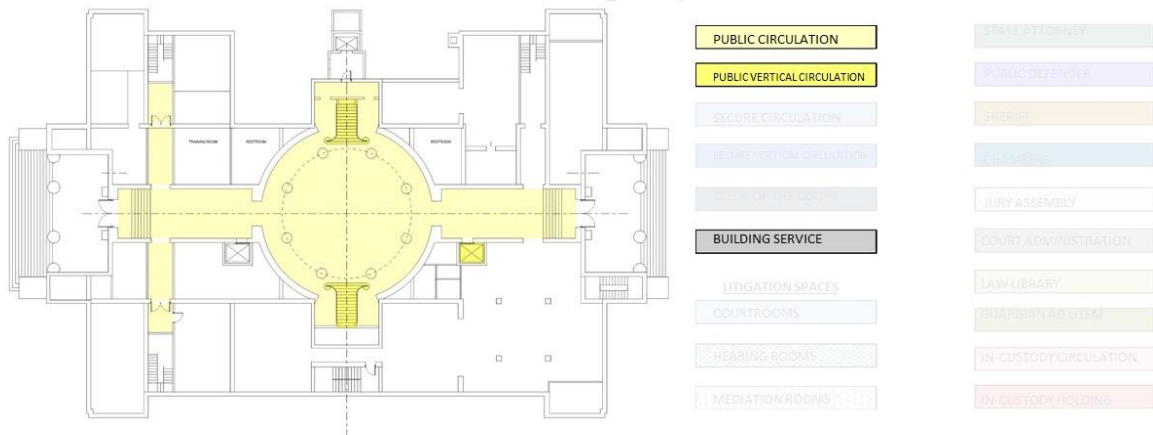 TRAINING ROOM
RESTROOM
RESTROOM
PUBLIC CIRCULATION
PUBLIC VERTICAL CIRCULATION
SECURE CIRCULATION
SECURE VERTICAL CIRCULATION
CLERK OF THE COURT
BUILDING SERVICE
LITIGATION SPACES
COURTROOMS
HEARING ROOMS
MEDIATION ROOMS
STATE ATTORNEY
PUBLIC DEFENDER
SHERIFF
CHAMBERS
JURY ASSEMBLY
COURT ADMINISTRATION
LAW LIBRARY
GUARDIAN AD LITEM
IN-CUSTODY CIRCULATION
IN-CUSTODY HOLDING